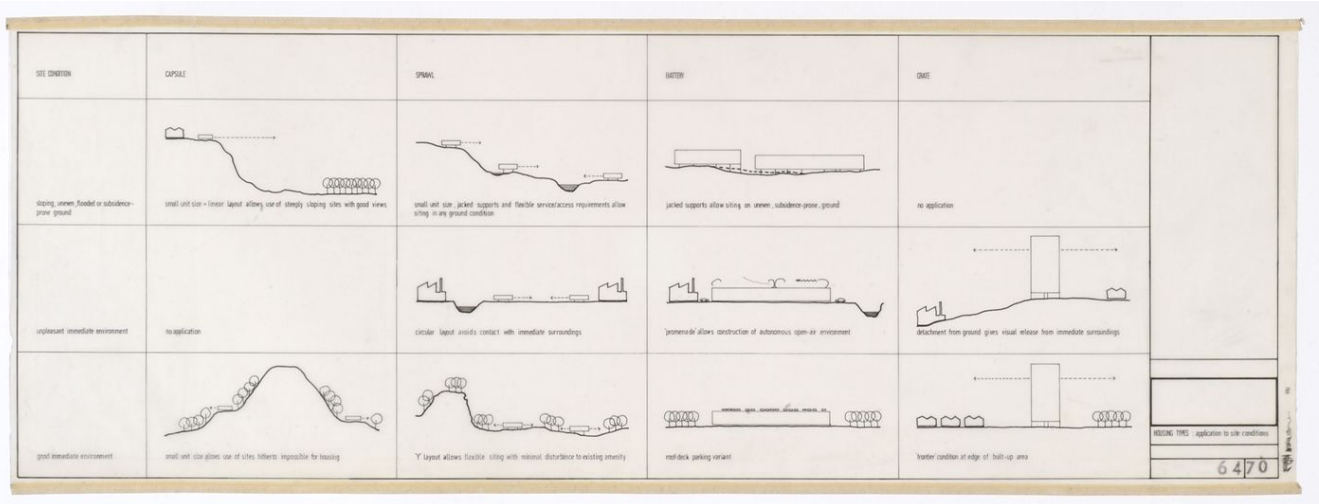 SITE CONDITION
CAPSULE
SPRAWL
BATTERY
CRATE
sloping, uneven, flooded or subsidence-
prone ground
small unit size + linear layout allows use of steeply sloping sites with good views
small unit size, jacked supports and flexible service/access requirements allow
siting in any ground condition
jacked supports allow siting on uneven, subsidence-prone, ground
no application
unpleasant immediate environment
no application
circular layout avoids contact with immediate surroundings
'promenade' allows construction of autonomous open-air environment
detachment from ground gives visual release from immediate surroundings
good immediate environment
small unit size allows use of sites hitherto impossible for housing
'Y' layout allows flexible siting with minimal disturbance to existing amenity
roof-deck parking variant
'frontier' condition at edge of built-up area
HOUSING TYPES : application to site conditions
6470